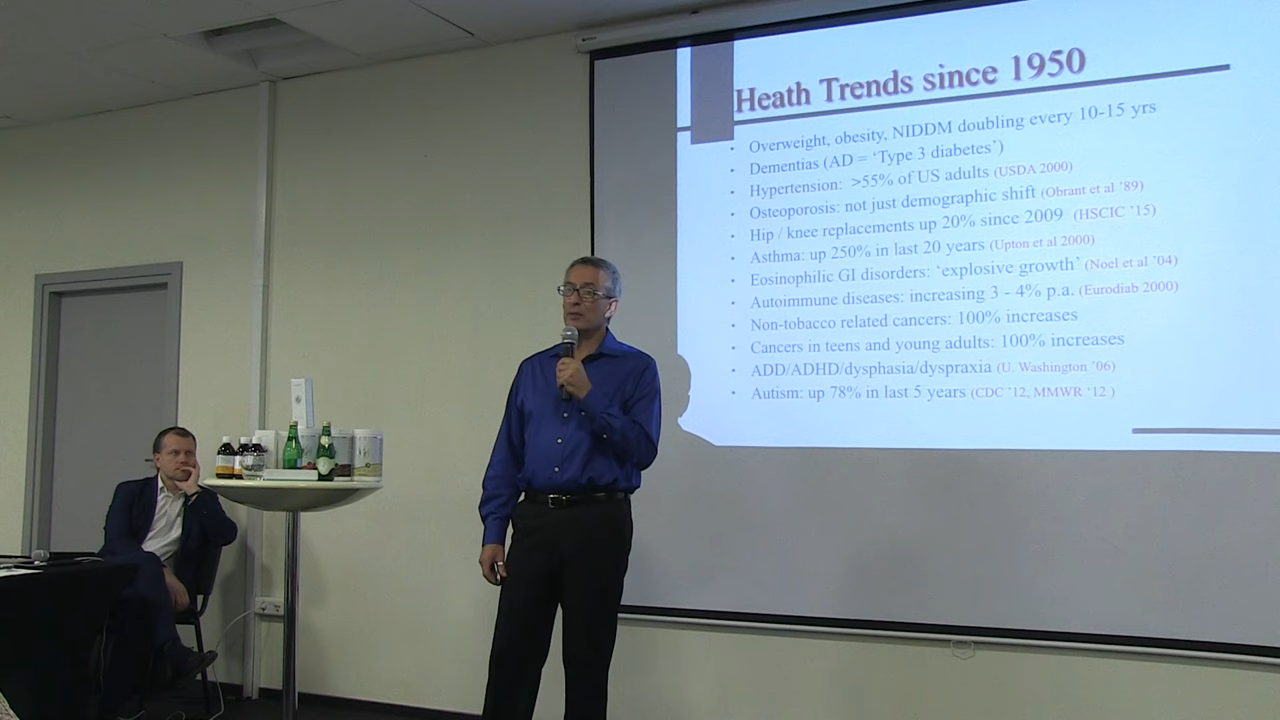 Heath Trends since 1950
• Overweight, obesity, NIDDM doubling every 10-15 yrs
• Dementias (AD = ‘Type 3 diabetes’)
• Hypertension: >55% of US adults (USDA 2000)
• Osteoporosis: not just demographic shift (Obrant et al ’89)
• Hip / knee replacements up 20% since 2009 (HSCIC ’15)
• Asthma: up 250% in last 20 years (Upton et al 2000)
• Eosinophilic GI disorders: ‘explosive growth’ (Noel et al ’04)
• Autoimmune diseases: increasing 3 - 4% p.a. (Eurodiab 2000)
• Non-tobacco related cancers: 100% increases
• Cancers in teens and young adults: 100% increases
• ADD/ADHD/dysphasia/dyspraxia (U. Washington ’06)
• Autism: up 78% in last 5 years (CDC ’12, MMWR ‘12 )